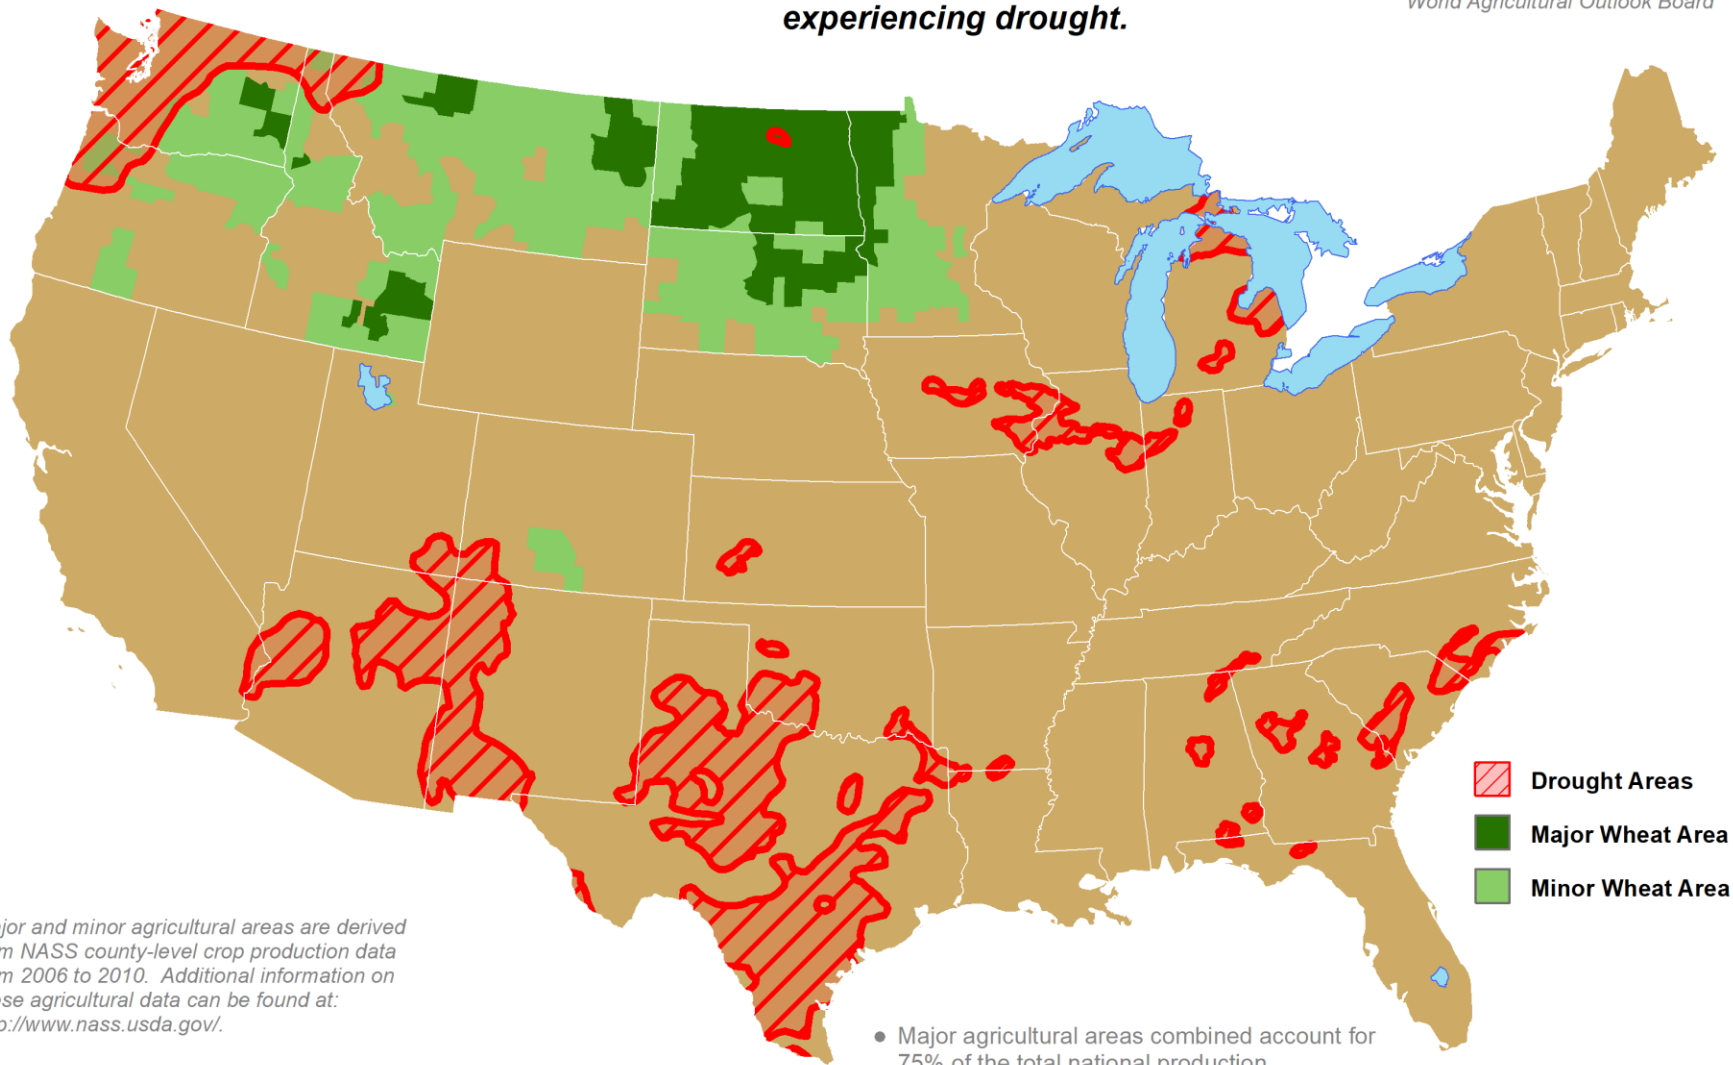 experiencing drought.
World Agricultural Outlook Board
Drought Areas
Major Wheat Area
Minor Wheat Area
and minor agricultural areas are derived
NASS county-level crop production data
2006 to 2010. Additional information on
agricultural data can be found at:
://www.nass.usda.gov/.
● Major agricultural areas combined account for
75% of the total national production.